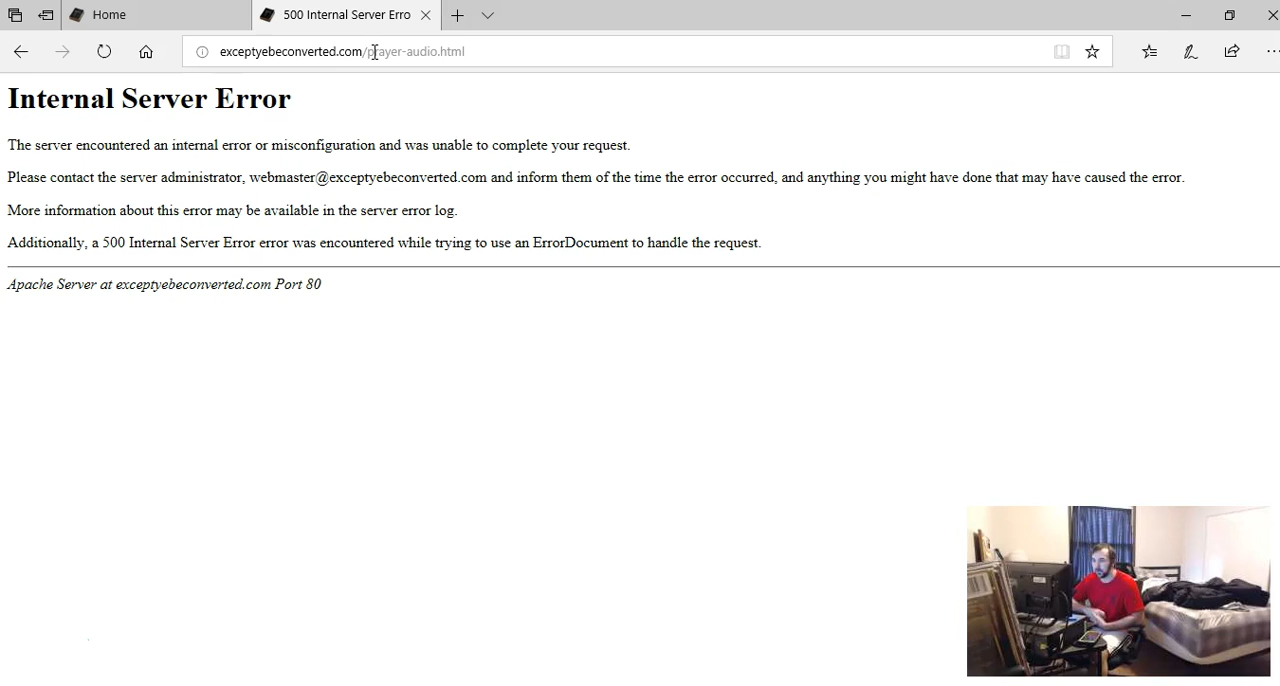 Home
500 Internal Server Erro
exceptyebeconverted.com/prayer-audio.html
Internal Server Error
The server encountered an internal error or misconfiguration and was unable to complete your request.
Please contact the server administrator, webmaster@exceptyebeconverted.com and inform them of the time the error occurred, and anything you might have done that may have caused the error.
More information about this error may be available in the server error log.
Additionally, a 500 Internal Server Error error was encountered while trying to use an ErrorDocument to handle the request.
Apache Server at exceptyebeconverted.com Port 80